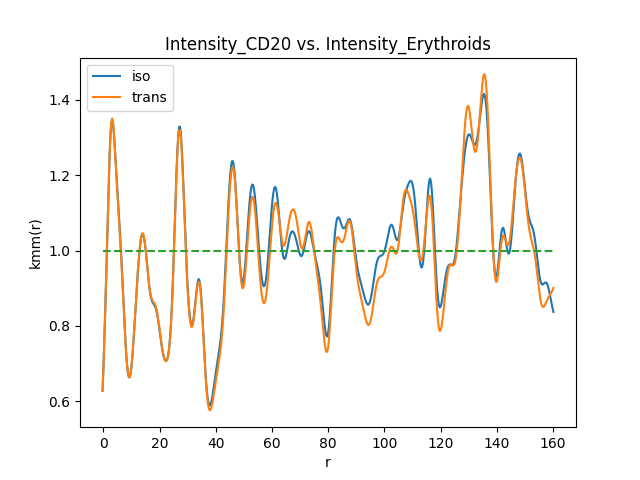 Intensity_CD20 vs. Intensity_Erythroids
iso
trans
kmm(r)
1.4
1.2
1.0
0.8
0.6
0 20 40 60 80 100 120 140 160
r